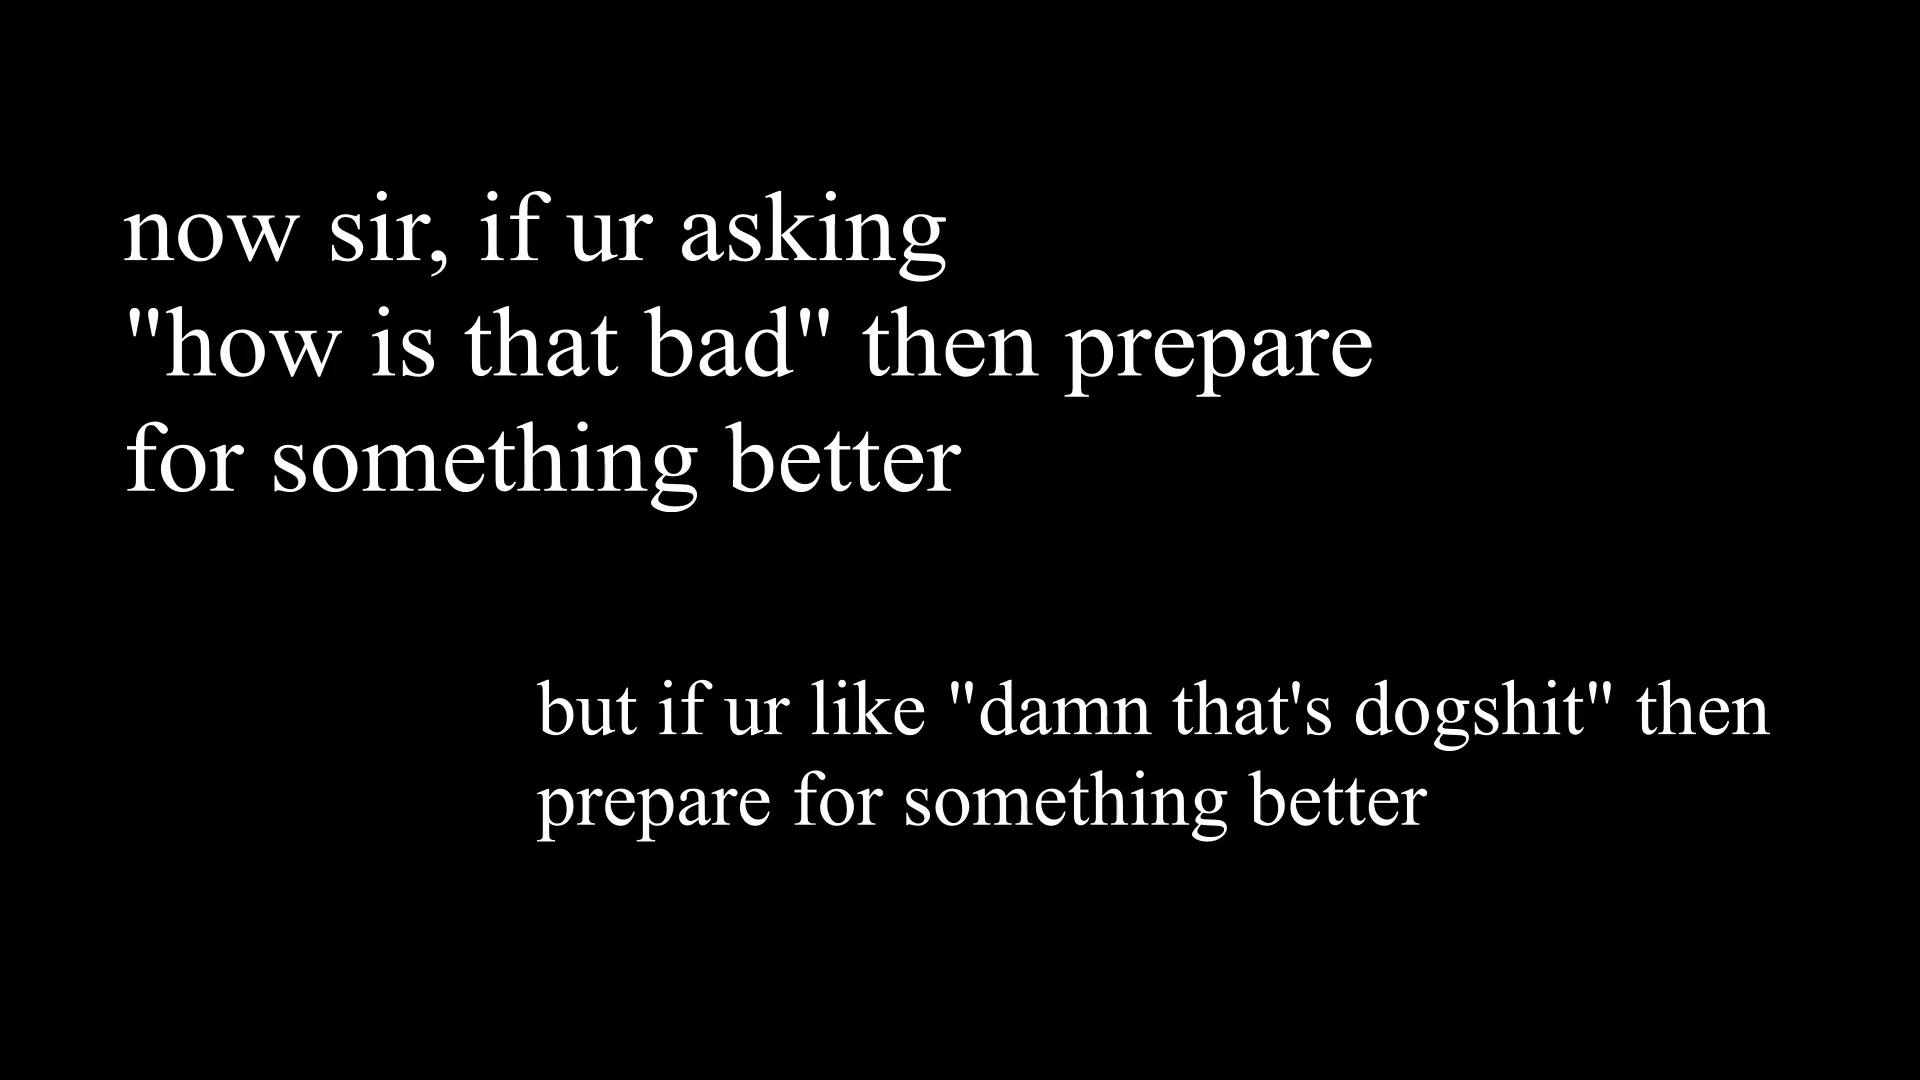 now sir, if ur asking
"how is that bad" then prepare
for something better
but if ur like "damn that's dogshit" then
prepare for something better